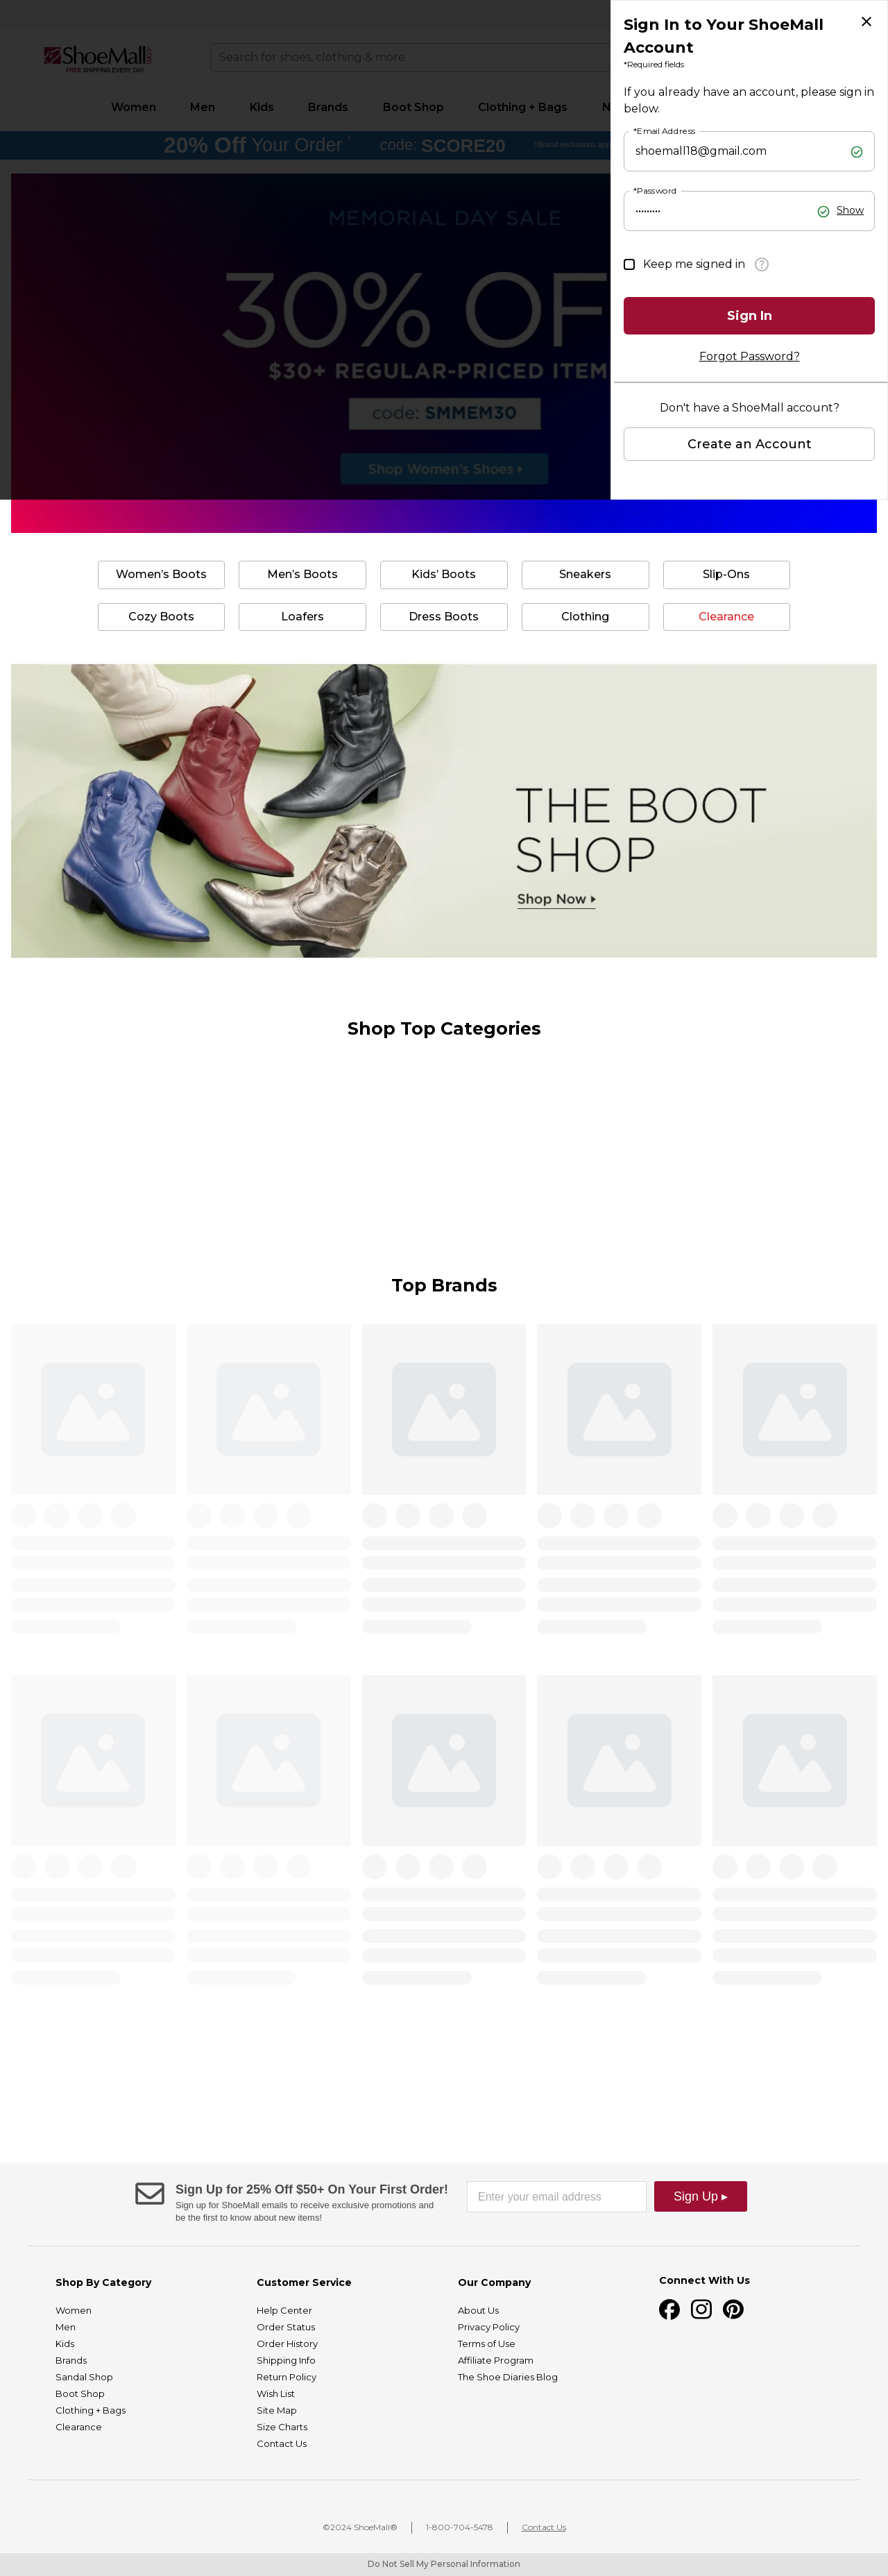 Sign In to Your ShoeMall
Account
*Required fields
If you already have an account, please sign in
below.
*Email Address
shoemall18@gmail.com
*Password
•••••••••
Show
Keep me signed in
?
Sign In
Forgot Password?
Don't have a ShoeMall account?
Create an Account
ShoeMall
FREE SHIPPING EVERY DAY
Search for shoes, clothing & more
Women
Men
Kids
Brands
Boot Shop
Clothing + Bags
N
20% Off Your Order †
code: SCORE20
†Brand exclusions app
MEMORIAL DAY SALE
30% OF
$30+ REGULAR-PRICED ITEM
code: SMMEM30
Shop Women's Shoes ▸
Women's Boots
Men's Boots
Kids' Boots
Sneakers
Slip-Ons
Cozy Boots
Loafers
Dress Boots
Clothing
Clearance
THE BOOT
SHOP
Shop Now ▸
Shop Top Categories
Top Brands
Sign Up for 25% Off $50+ On Your First Order!
Sign up for ShoeMall emails to receive exclusive promotions and
be the first to know about new items!
Enter your email address
Sign Up ▸
Shop By Category
Women
Men
Kids
Brands
Sandal Shop
Boot Shop
Clothing + Bags
Clearance
Customer Service
Help Center
Order Status
Order History
Shipping Info
Return Policy
Wish List
Site Map
Size Charts
Contact Us
Our Company
About Us
Privacy Policy
Terms of Use
Affiliate Program
The Shoe Diaries Blog
Connect With Us
©2024 ShoeMall®
1-800-704-5478
Contact Us
Do Not Sell My Personal Information